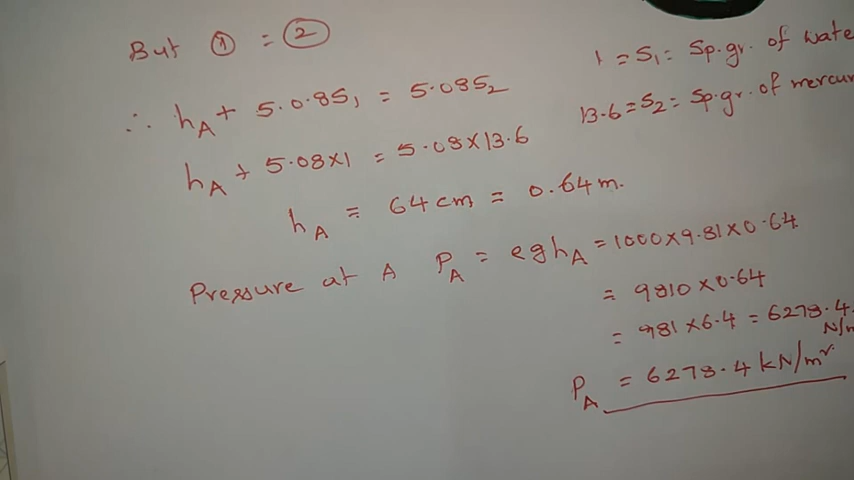 But ① = ②
1 = S₁ = Sp.gr. of wate
∴ hA + 5.0.8S₁ = 5.08S₂
13.6 = S₂ = Sp.gr. of mercur
hA + 5.08×1 = 5.08×13.6
hA = 64 cm = 0.64 m.
Pressure at A PA = ρghA = 1000×9.81×0.64
= 9810×0.64
= 981×6.4 = 6278.4
N/m
PA = 6278.4 kN/m²